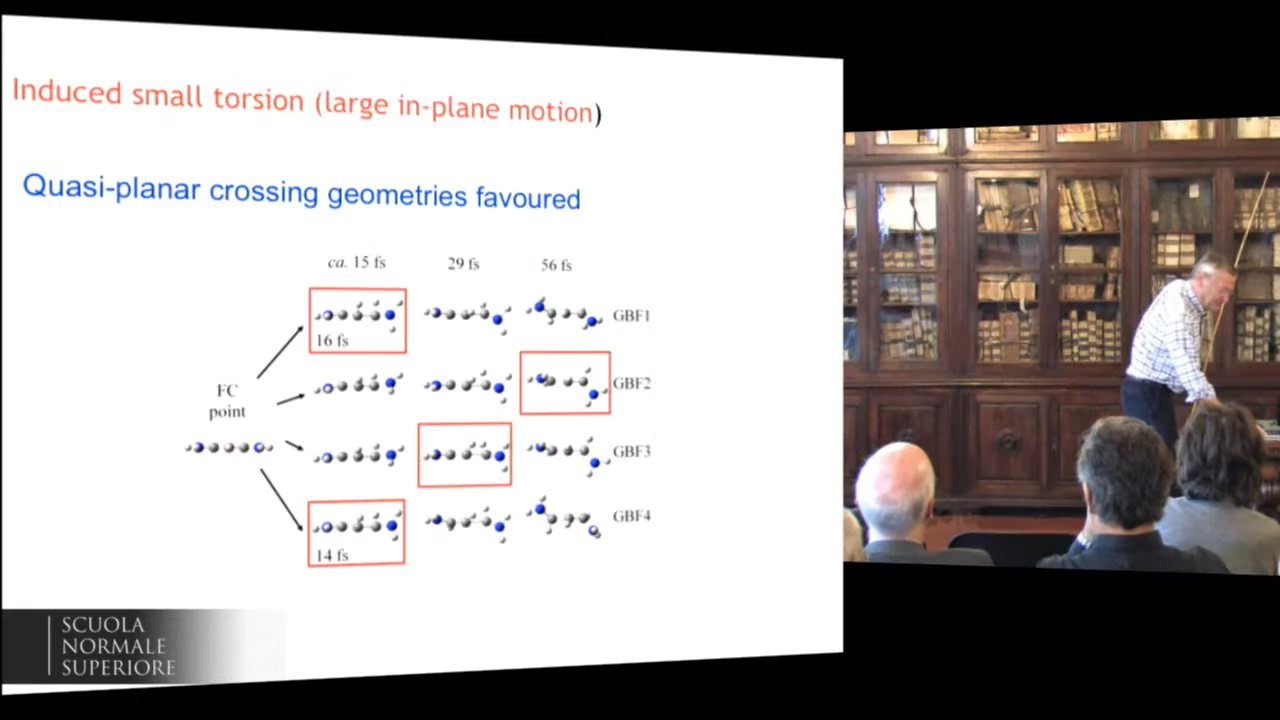 Induced small torsion (large in-plane motion)
Quasi-planar crossing geometries favoured
ca. 15 fs 29 fs 56 fs
GBF1
16 fs
GBF2
FC
point
GBF3
GBF4
14 fs
SCUOLA
NORMALE
SUPERIORE